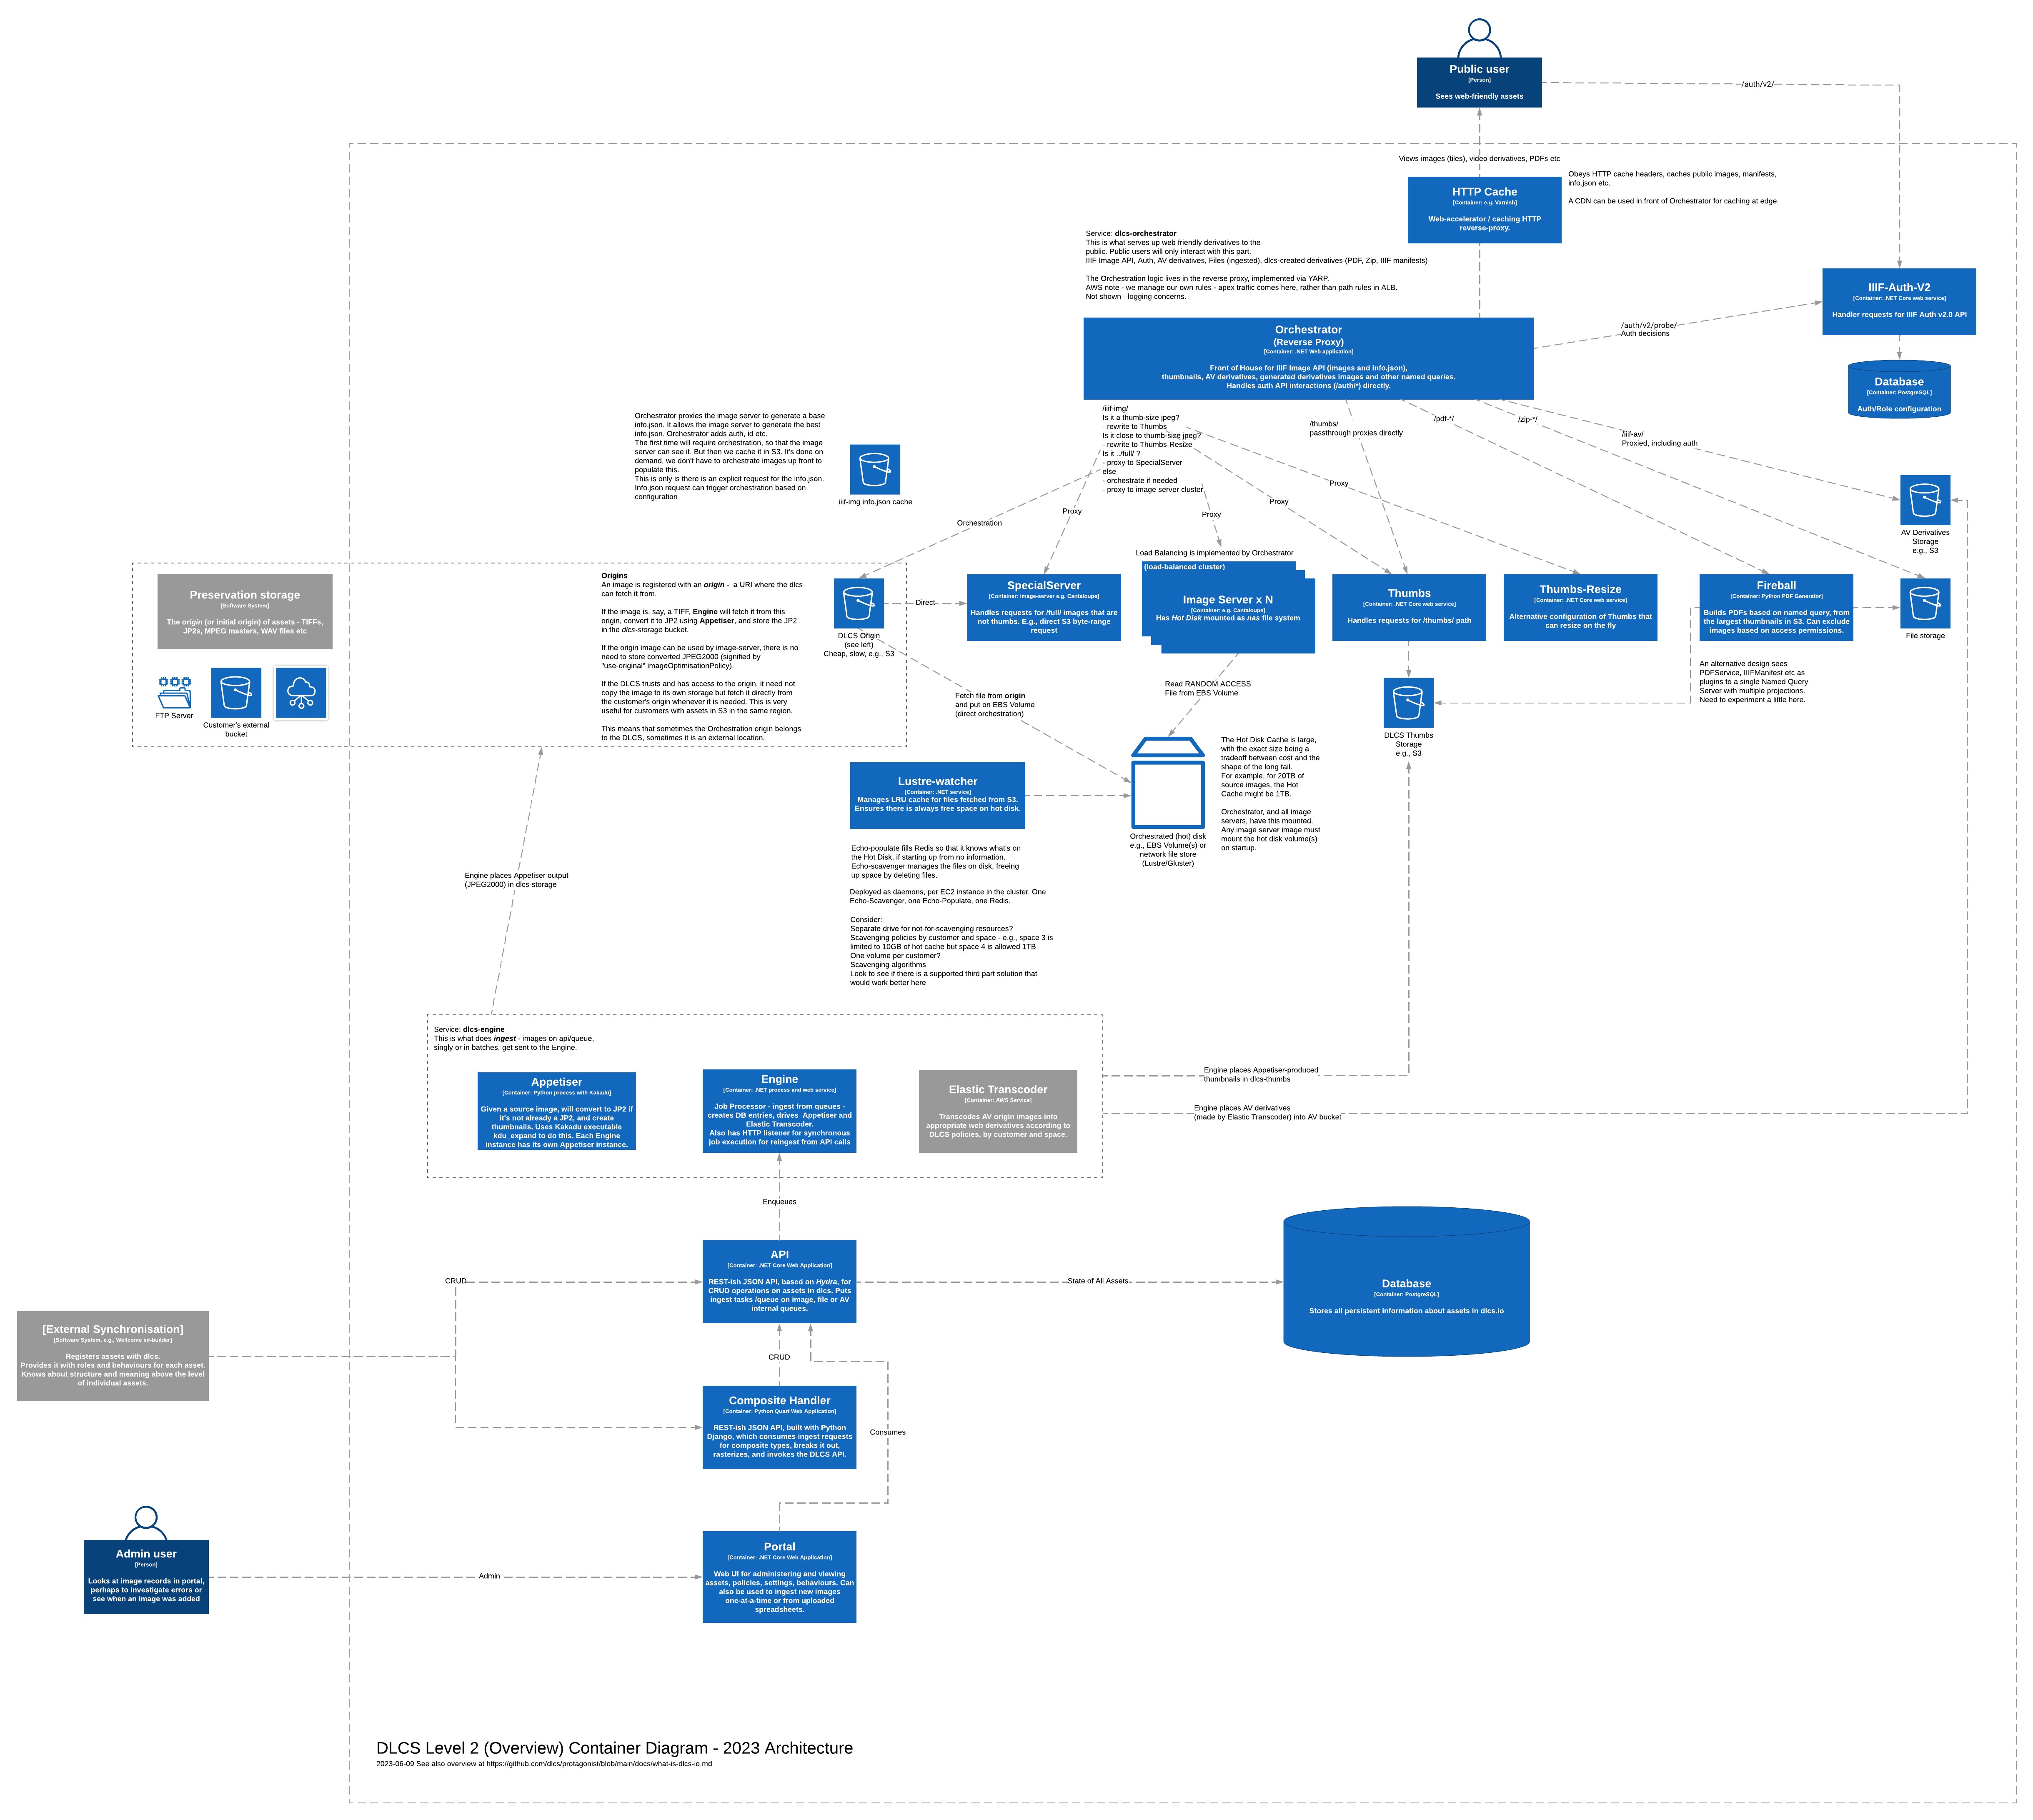 Public user
[Person]
Sees web-friendly assets
/auth/v2/
Views images (tiles), video derivatives, PDFs etc
HTTP Cache
[Container: e.g. Varnish]
Web-accelerator / caching HTTP
reverse-proxy.
Obeys HTTP cache headers, caches public images, manifests,
info.json etc.
A CDN can be used in front of Orchestrator for caching at edge.
Service: dlcs-orchestrator
This is what serves up web friendly derivatives to the
public. Public users will only interact with this part.
IIIF Image API, Auth, AV derivatives, Files (ingested), dlcs-created derivatives (PDF, Zip, IIIF manifests)
The Orchestration logic lives in the reverse proxy, implemented via YARP.
AWS note - we manage our own rules - apex traffic comes here, rather than path rules in ALB.
Not shown - logging concerns.
IIIF-Auth-V2
[Container: .NET Core web service]
Handler requests for IIIF Auth v2.0 API
Orchestrator
(Reverse Proxy)
[Container: .NET Web application]
Front of House for IIIF Image API (images and info.json),
thumbnails, AV derivatives, generated derivatives images and other named queries.
Handles auth API interactions (/auth/*) directly.
/auth/v2/probe/
Auth decisions
Database
[Container: PostgreSQL]
Auth/Role configuration
Orchestrator proxies the image server to generate a base
info.json. It allows the image server to generate the best
info.json. Orchestrator adds auth, id etc.
The first time will require orchestration, so that the image
server can see it. But then we cache it in S3. It's done on
demand, we don't have to orchestrate images up front to
populate this.
This is only is there is an explicit request for the info.json.
Info.json request can trigger orchestration based on
configuration
iiif-img info.json cache
/iiif-img/
Is it a thumb-size jpeg?
- rewrite to Thumbs
Is it close to thumb-size jpeg?
- rewrite to Thumbs-Resize
Is it ../full/ ?
- proxy to SpecialServer
else
- orchestrate if needed
- proxy to image server cluster
/thumbs/
passthrough proxies directly
/pdf-*/
/zip-*/
/iiif-av/
Proxied, including auth
Orchestration
Proxy
Proxy
Proxy
Proxy
AV Derivatives
Storage
e.g., S3
Load Balancing is implemented by Orchestrator
Preservation storage
[Software System]
The origin (or initial origin) of assets - TIFFs,
JP2s, MPEG masters, WAV files etc
FTP Server
Customer's external
bucket
Origins
An image is registered with an origin - a URI where the dlcs
can fetch it from.
If the image is, say, a TIFF, Engine will fetch it from this
origin, convert it to JP2 using Appetiser, and store the JP2
in the dlcs-storage bucket.
If the origin image can be used by image-server, there is no
need to store converted JPEG2000 (signified by
"use-original" imageOptimisationPolicy).
If the DLCS trusts and has access to the origin, it need not
copy the image to its own storage but fetch it directly from
the customer's origin whenever it is needed. This is very
useful for customers with assets in S3 in the same region.
This means that sometimes the Orchestration origin belongs
to the DLCS, sometimes it is an external location.
DLCS Origin
(see left)
Cheap, slow, e.g., S3
Direct
SpecialServer
[Container: image-server e.g. Cantaloupe]
Handles requests for /full/ images that are
not thumbs. E.g., direct S3 byte-range
request
(load-balanced cluster)
Image Server x N
[Container: e.g. Cantaloupe]
Has Hot Disk mounted as nas file system
Thumbs
[Container: .NET Core web service]
Handles requests for /thumbs/ path
Thumbs-Resize
[Container: .NET Core web service]
Alternative configuration of Thumbs that
can resize on the fly
Fireball
[Container: Python PDF Generator]
Builds PDFs based on named query, from
the largest thumbnails in S3. Can exclude
images based on access permissions.
File storage
An alternative design sees
PDFService, IIIFManifest etc as
plugins to a single Named Query
Server with multiple projections.
Need to experiment a little here.
Fetch file from origin
and put on EBS Volume
(direct orchestration)
Read RANDOM ACCESS
File from EBS Volume
DLCS Thumbs
Storage
e.g., S3
Lustre-watcher
[Container: .NET service]
Manages LRU cache for files fetched from S3.
Ensures there is always free space on hot disk.
Orchestrated (hot) disk
e.g., EBS Volume(s) or
network file store
(Lustre/Gluster)
The Hot Disk Cache is large,
with the exact size being a
tradeoff between cost and the
shape of the long tail.
For example, for 20TB of
source images, the Hot
Cache might be 1TB.
Orchestrator, and all image
servers, have this mounted.
Any image server image must
mount the hot disk volume(s)
on startup.
Echo-populate fills Redis so that it knows what's on
the Hot Disk, if starting up from no information.
Echo-scavenger manages the files on disk, freeing
up space by deleting files.
Deployed as daemons, per EC2 instance in the cluster. One
Echo-Scavenger, one Echo-Populate, one Redis.
Consider:
Separate drive for not-for-scavenging resources?
Scavenging policies by customer and space - e.g., space 3 is
limited to 10GB of hot cache but space 4 is allowed 1TB
One volume per customer?
Scavenging algorithms
Look to see if there is a supported third part solution that
would work better here
Engine places Appetiser output
(JPEG2000) in dlcs-storage
Service: dlcs-engine
This is what does ingest - images on api/queue,
singly or in batches, get sent to the Engine.
Appetiser
[Container: Python process with Kakadu]
Given a source image, will convert to JP2 if
it's not already a JP2, and create
thumbnails. Uses Kakadu executable
kdu_expand to do this. Each Engine
instance has its own Appetiser instance.
Engine
[Container: .NET process and web service]
Job Processor - ingest from queues -
creates DB entries, drives Appetiser and
Elastic Transcoder.
Also has HTTP listener for synchronous
job execution for reingest from API calls
Elastic Transcoder
[Container: AWS Service]
Transcodes AV origin images into
appropriate web derivatives according to
DLCS policies, by customer and space.
Engine places Appetiser-produced
thumbnails in dlcs-thumbs
Engine places AV derivatives
(made by Elastic Transcoder) into AV bucket
Enqueues
API
[Container: .NET Core Web Application]
REST-ish JSON API, based on Hydra, for
CRUD operations on assets in dlcs. Puts
ingest tasks /queue on image, file or AV
internal queues.
CRUD
State of All Assets
Database
[Container: PostgreSQL]
Stores all persistent information about assets in dlcs.io
[External Synchronisation]
[Software System, e.g., Wellcome iiif-builder]
Registers assets with dlcs.
Provides it with roles and behaviours for each asset.
Knows about structure and meaning above the level
of individual assets.
CRUD
Composite Handler
[Container: Python Quart Web Application]
REST-ish JSON API, built with Python
Django, which consumes ingest requests
for composite types, breaks it out,
rasterizes, and invokes the DLCS API.
Consumes
Admin user
[Person]
Looks at image records in portal,
perhaps to investigate errors or
see when an image was added
Admin
Portal
[Container: .NET Core Web Application]
Web UI for administering and viewing
assets, policies, settings, behaviours. Can
also be used to ingest new images
one-at-a-time or from uploaded
spreadsheets.
DLCS Level 2 (Overview) Container Diagram - 2023 Architecture
2023-06-09 See also overview at https://github.com/dlcs/protagonist/blob/main/docs/what-is-dlcs-io.md